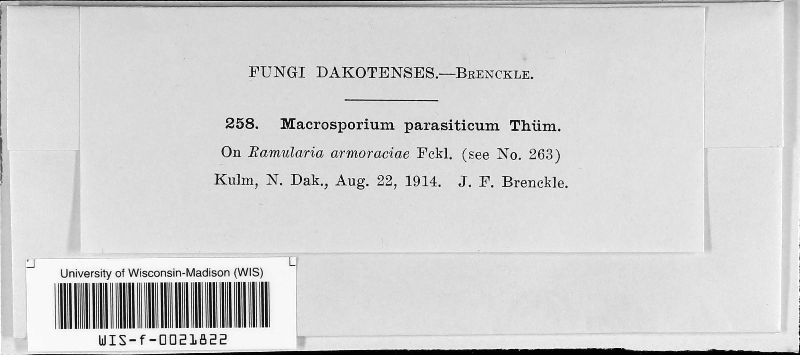 FUNGI DAKOTENSES.—BRENCKLE.
258. Macrosporium parasiticum Thüm.
On Ramularia armoraciae Fckl. (see No. 263)
Kulm, N. Dak., Aug. 22, 1914. J. F. Brenckle.
University of Wisconsin-Madison (WIS)
WIS-f-0021822